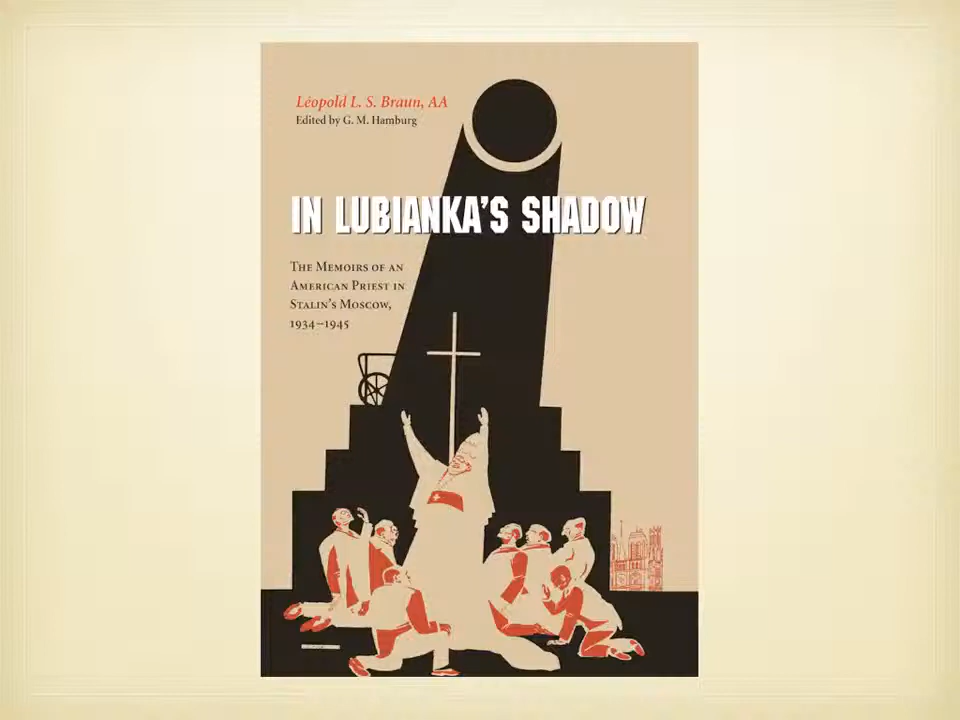 Léopold L. S. Braun, AA
Edited by G. M. Hamburg
IN LUBIANKA'S SHADOW
The Memoirs of an
American Priest in
Stalin's Moscow,
1934–1945